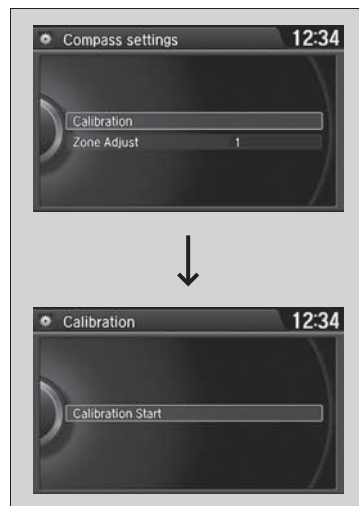 Compass settings 12:34
Calibration
Zone Adjust 1
Calibration 12:34
Calibration Start